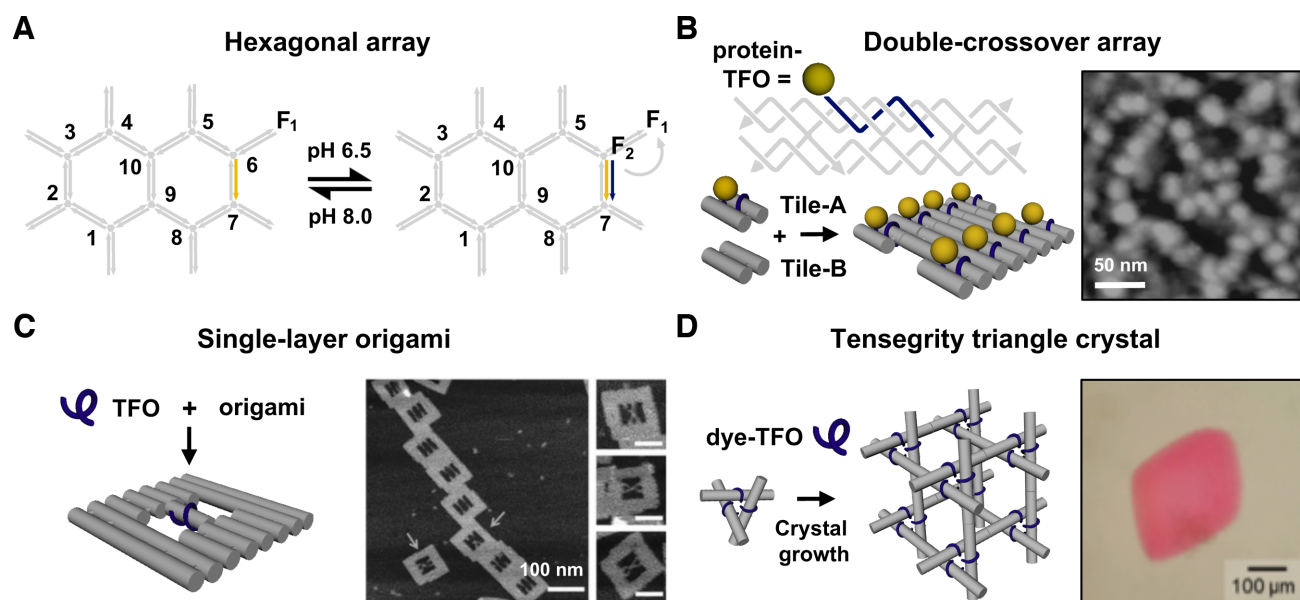 A
Hexagonal array
3
4
5
F1
10
6
2
9
1
8
7
pH 6.5
pH 8.0
3
4
5
F1
F2
10
2
9
1
8
7
B
Double-crossover array
protein-
TFO =
Tile-A
+
Tile-B
50 nm
C
Single-layer origami
TFO + origami
100 nm
D
Tensegrity triangle crystal
dye-TFO
Crystal
growth
100 µm